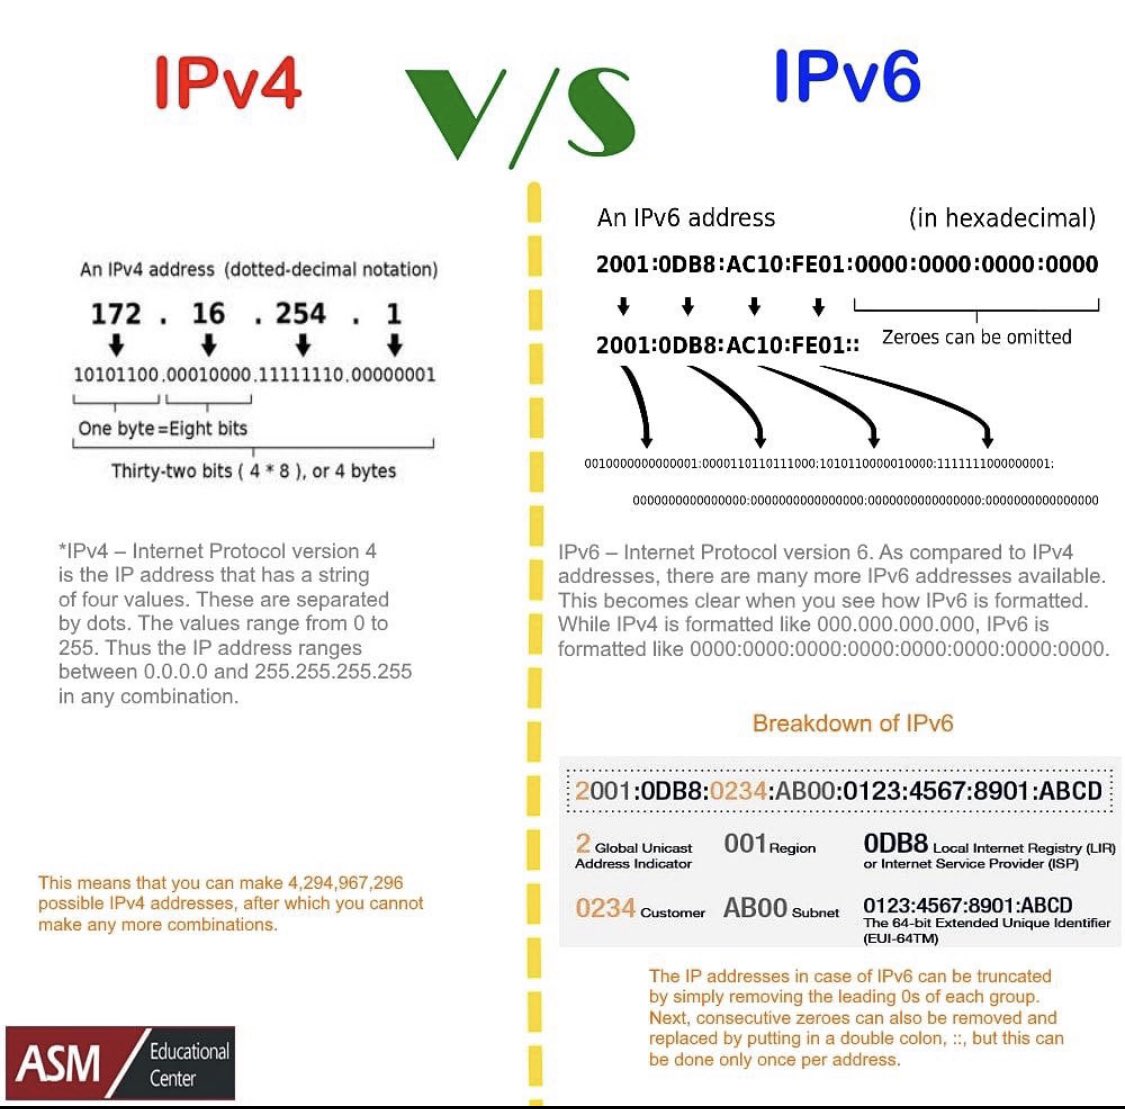 IPv4 V/S IPv6
An IPv4 address (dotted-decimal notation)
172 . 16 . 254 . 1
10101100.00010000.11111110.00000001
One byte=Eight bits
Thirty-two bits ( 4 * 8 ), or 4 bytes
*IPv4 – Internet Protocol version 4
is the IP address that has a string
of four values. These are separated
by dots. The values range from 0 to
255. Thus the IP address ranges
between 0.0.0.0 and 255.255.255.255
in any combination.
This means that you can make 4,294,967,296
possible IPv4 addresses, after which you cannot
make any more combinations.
An IPv6 address (in hexadecimal)
2001:0DB8:AC10:FE01:0000:0000:0000:0000
2001:0DB8:AC10:FE01:: Zeroes can be omitted
0010000000000001:0000110110111000:1010110000010000:1111111000000001:
0000000000000000:0000000000000000:0000000000000000:0000000000000000
IPv6 – Internet Protocol version 6. As compared to IPv4
addresses, there are many more IPv6 addresses available.
This becomes clear when you see how IPv6 is formatted.
While IPv4 is formatted like 000.000.000.000, IPv6 is
formatted like 0000:0000:0000:0000:0000:0000:0000:0000.
Breakdown of IPv6
2001:0DB8:0234:AB00:0123:4567:8901:ABCD
2 Global Unicast
Address Indicator
001 Region
0DB8 Local Internet Registry (LIR)
or Internet Service Provider (ISP)
0234 Customer
AB00 Subnet
0123:4567:8901:ABCD
The 64-bit Extended Unique Identifier
(EUI-64TM)
The IP addresses in case of IPv6 can be truncated
by simply removing the leading 0s of each group.
Next, consecutive zeroes can also be removed and
replaced by putting in a double colon, ::, but this can
be done only once per address.
ASM Educational
Center